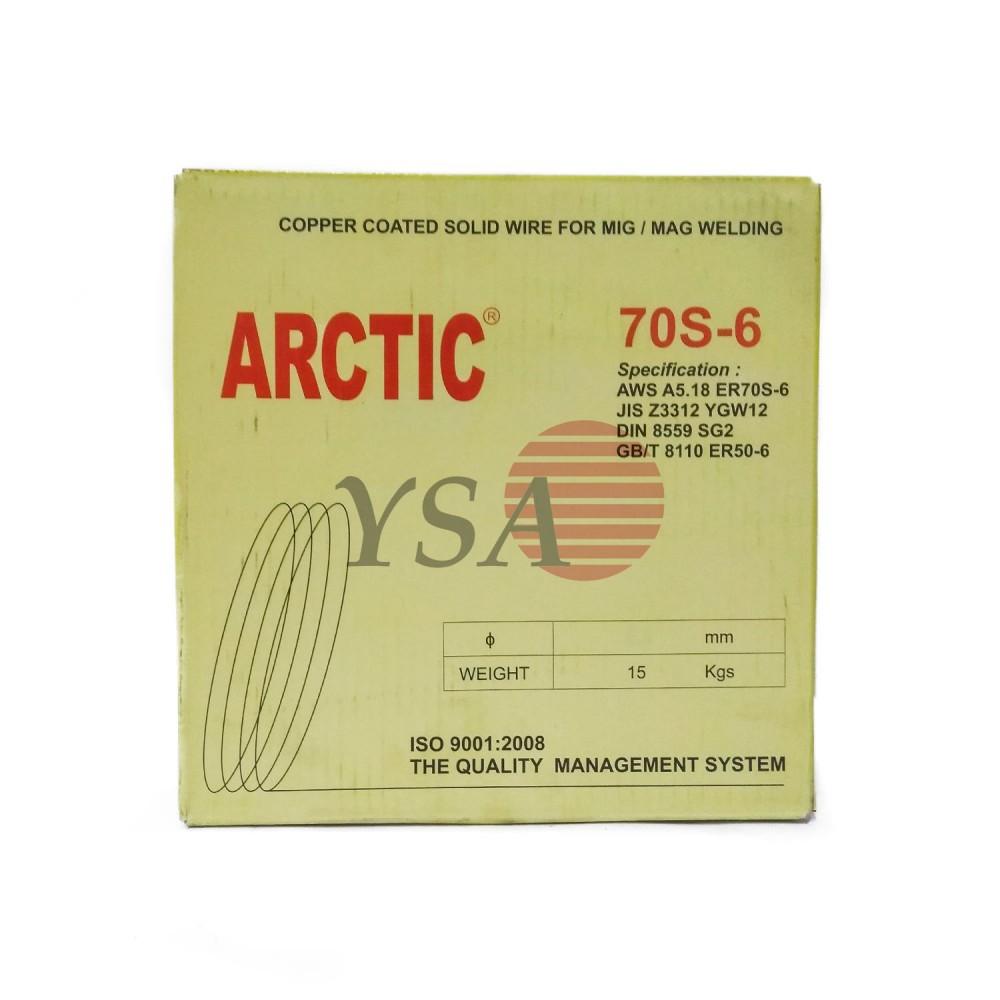 COPPER COATED SOLID WIRE FOR MIG / MAG WELDING
ARCTIC®
70S-6
Specification :
AWS A5.18 ER70S-6
JIS Z3312 YGW12
DIN 8559 SG2
GB/T 8110 ER50-6
YSA
ϕ mm
WEIGHT 15 Kgs
ISO 9001:2008
THE QUALITY MANAGEMENT SYSTEM